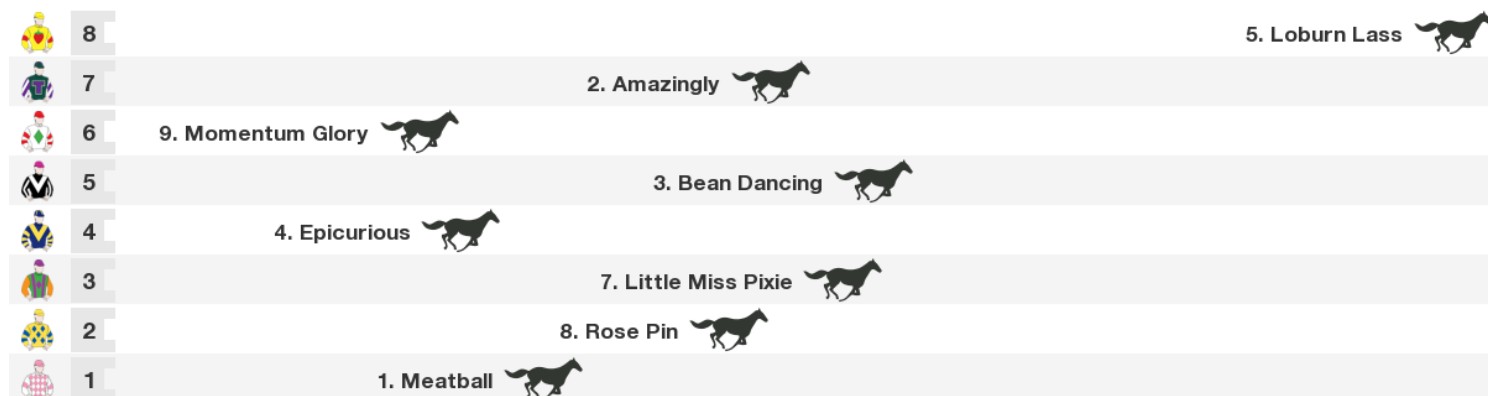 8 5. Loburn Lass
7 2. Amazingly
6 9. Momentum Glory
5 3. Bean Dancing
4 4. Epicurious
3 7. Little Miss Pixie
2 8. Rose Pin
1 1. Meatball